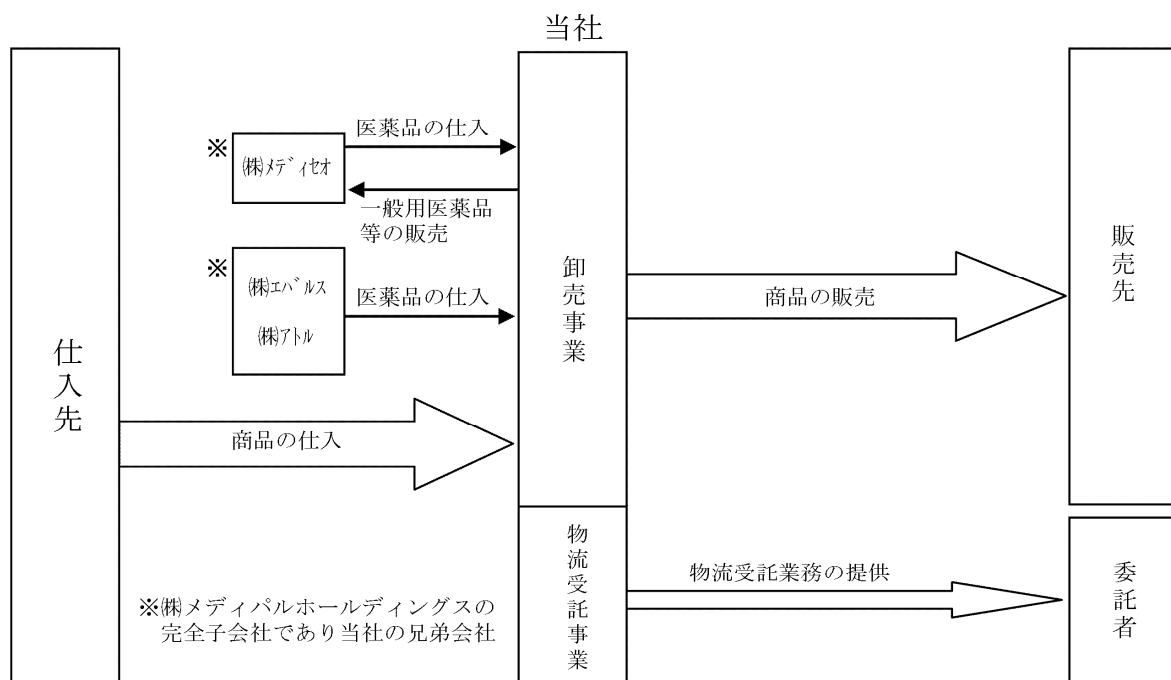 当社
仕入先
※
㈱メディセオ
医薬品の仕入
一般用医薬品
等の販売
※
㈱エバルス
㈱アトル
医薬品の仕入
商品の仕入
卸売事業
商品の販売
販売先
物流受託事業
物流受託業務の提供
委託者
※㈱メディパルホールディングスの
完全子会社であり当社の兄弟会社